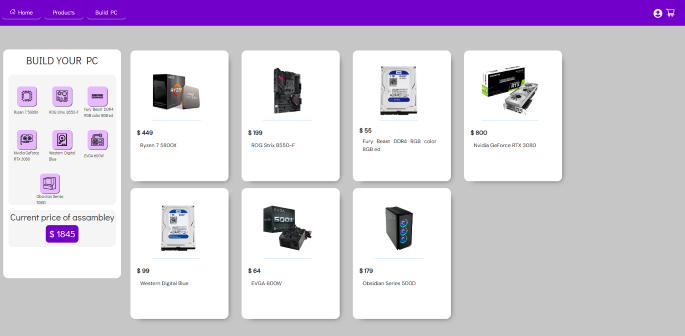 Home
Products
Build PC
BUILD YOUR PC
Ryzen 7 5800X
ROG Strix B550-F
Fury Beast DDR4
RGB color 8GB ed
Nvidia GeForce
RTX 3080
Western Digital
Blue
EVGA 600W
Obsidian Series
500D
Current price of assambley
$ 1845
$ 449
Ryzen 7 5800X
$ 199
ROG Strix B550-F
$ 55
Fury Beast DDR4 RGB color
8GB ed
$ 800
Nvidia GeForce RTX 3080
$ 99
Western Digital Blue
$ 64
EVGA 600W
$ 179
Obsidian Series 500D